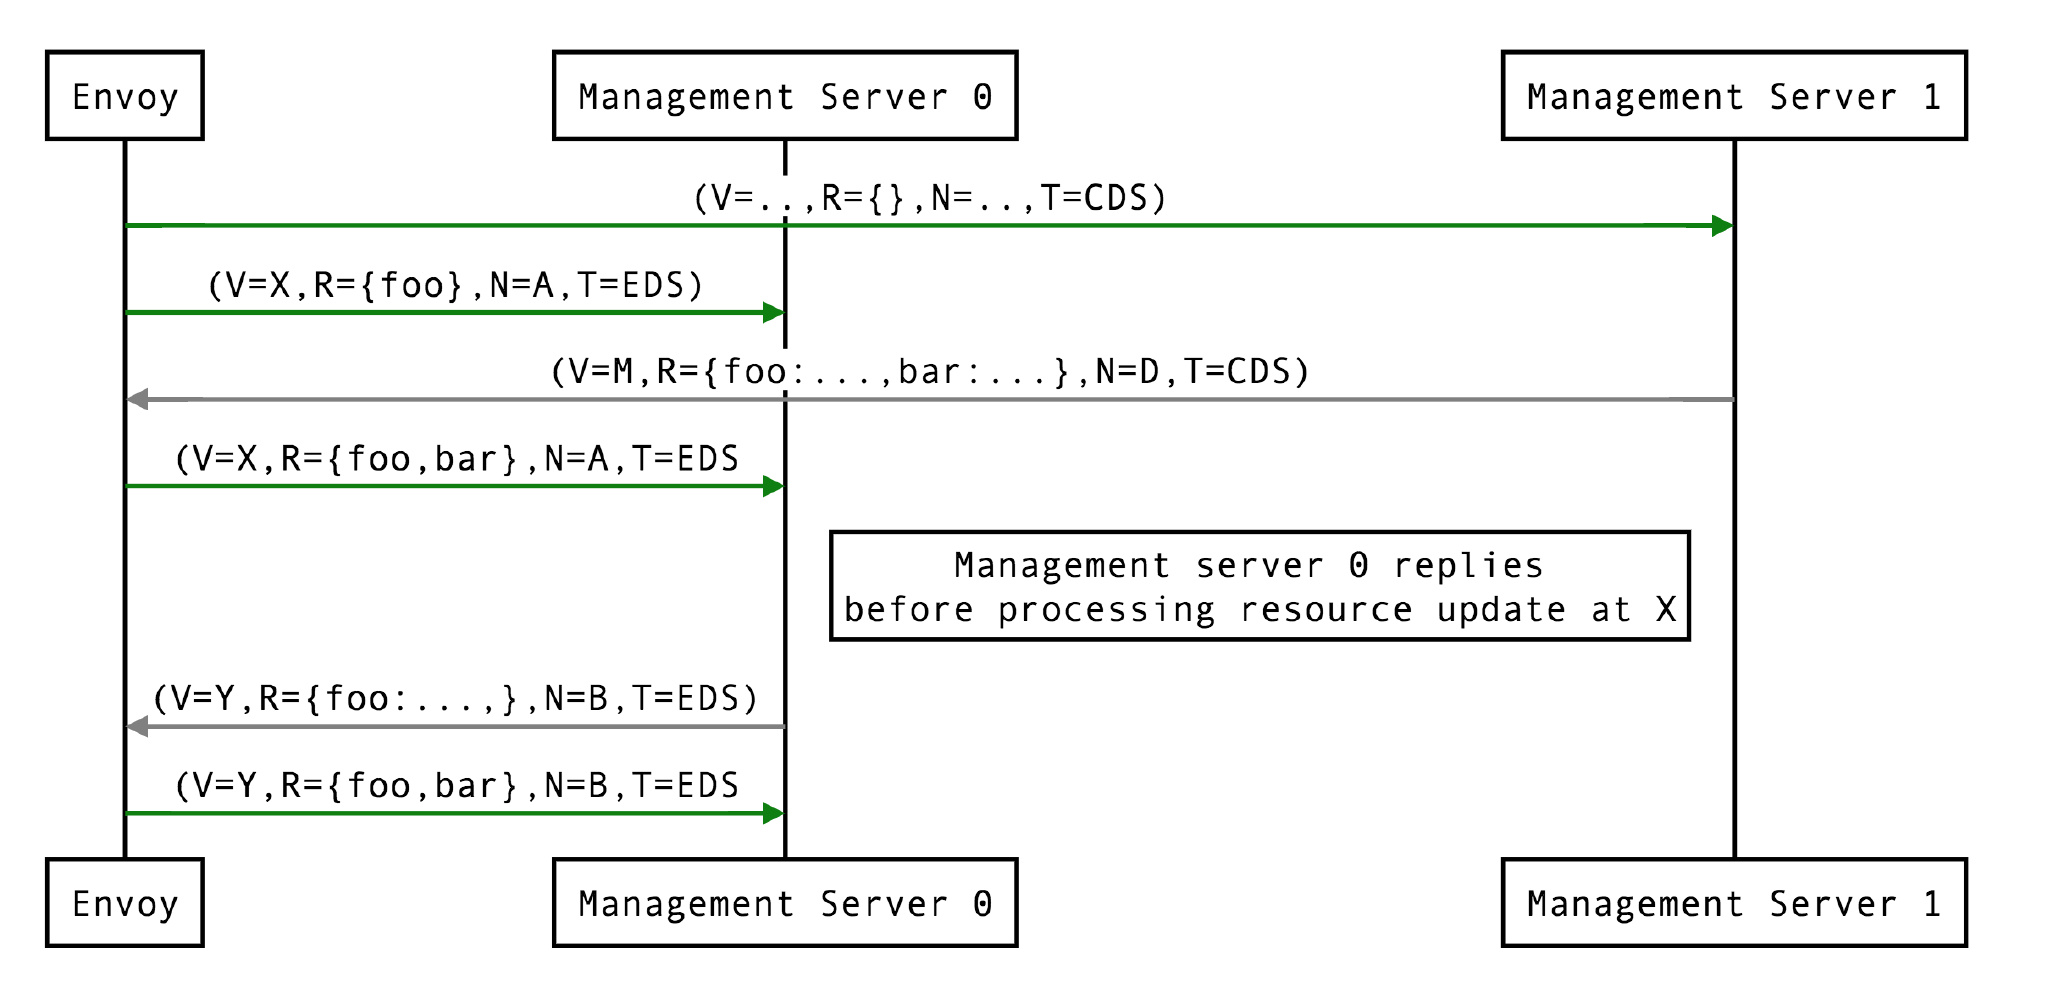 Envoy
Management Server 0
Management Server 1
(V=..,R={},N=..,T=CDS)
(V=X,R={foo},N=A,T=EDS)
(V=M,R={foo:...,bar:...},N=D,T=CDS)
(V=X,R={foo,bar},N=A,T=EDS
Management server 0 replies
before processing resource update at X
(V=Y,R={foo:...,},N=B,T=EDS)
(V=Y,R={foo,bar},N=B,T=EDS
Envoy
Management Server 0
Management Server 1